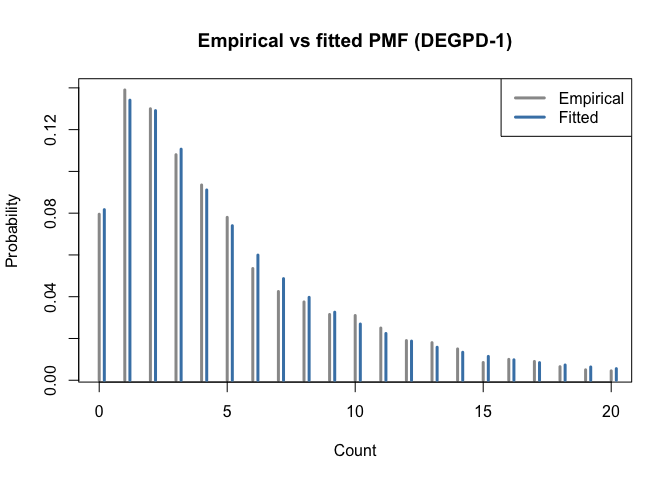 Empirical vs fitted PMF (DEGPD-1)
Empirical
Fitted
Probability
0.12
0.08
0.04
0.00
0 5 10 15 20
Count